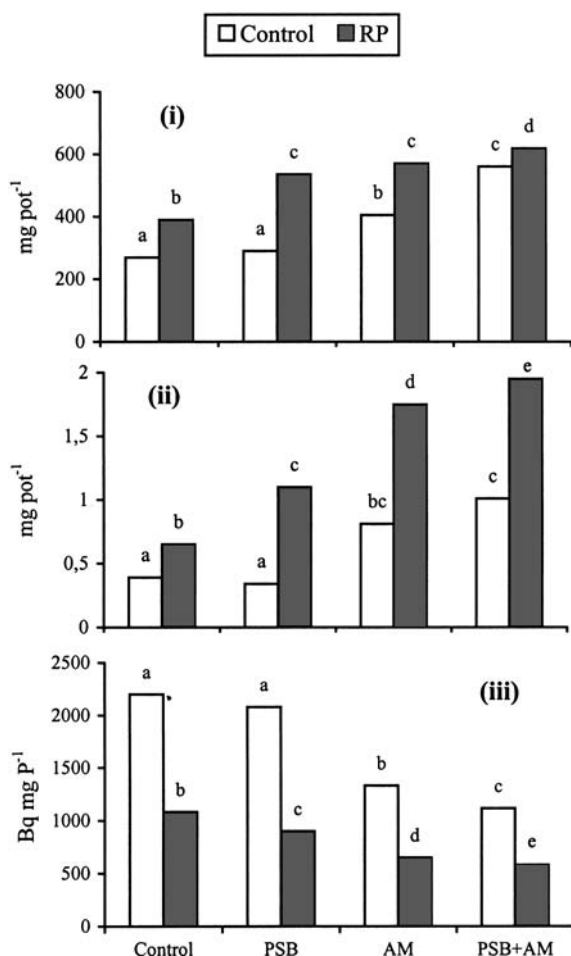 Control RP
(i)
800
600
400
200
0
mg pot⁻¹
a b a c b c c d
(ii)
2
1,5
1
0,5
0
mg pot⁻¹
a b a c bc d c e
(iii)
2500
2000
1500
1000
500
0
Bq mg P⁻¹
a b a c b d c e
Control PSB AM PSB+AM